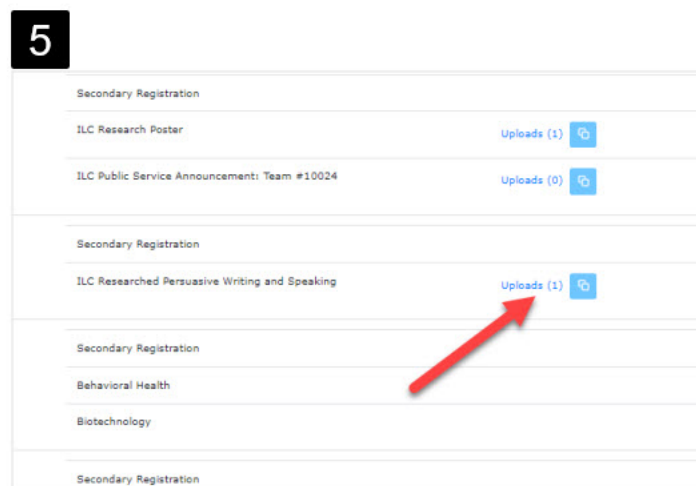 5
Secondary Registration
ILC Research Poster Uploads (1)
ILC Public Service Announcement: Team #10024 Uploads (0)
Secondary Registration
ILC Researched Persuasive Writing and Speaking Uploads (1)
Secondary Registration
Behavioral Health
Biotechnology
Secondary Registration